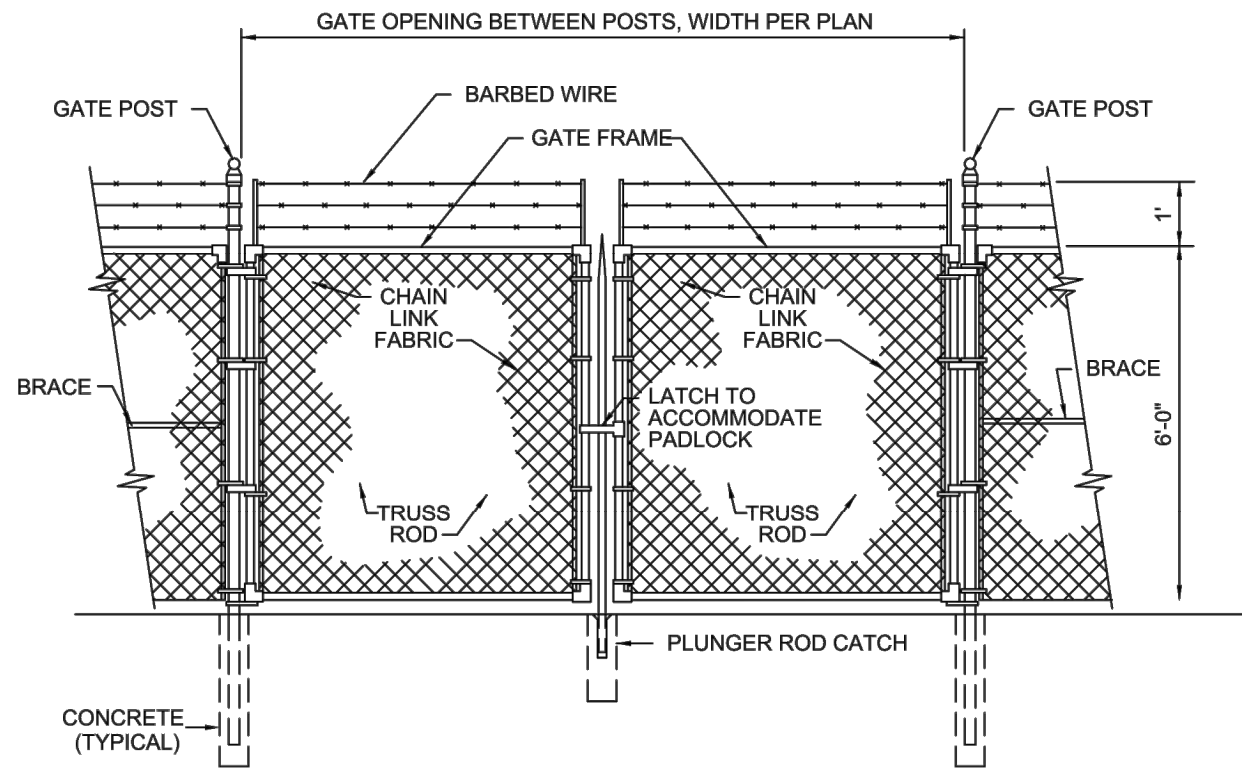 GATE OPENING BETWEEN POSTS, WIDTH PER PLAN
BARBED WIRE
GATE POST
GATE POST
GATE FRAME
1'
CHAIN
LINK
FABRIC
CHAIN
LINK
FABRIC
BRACE
BRACE
LATCH TO
ACCOMMODATE
PADLOCK
6'-0"
TRUSS
ROD
TRUSS
ROD
PLUNGER ROD CATCH
CONCRETE
(TYPICAL)